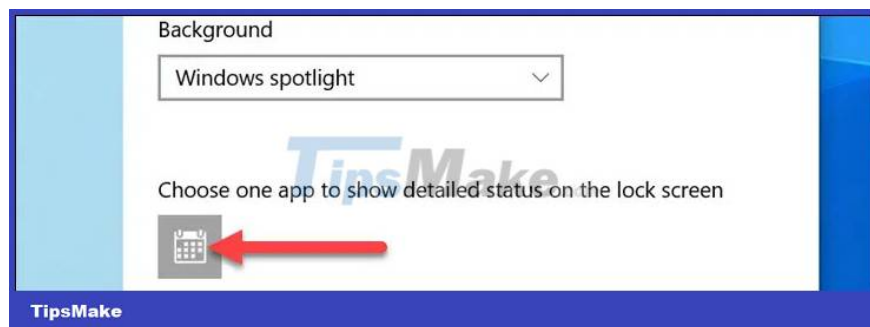 Background
Windows spotlight
TipsMake
Choose one app to show detailed status on the lock screen
TipsMake